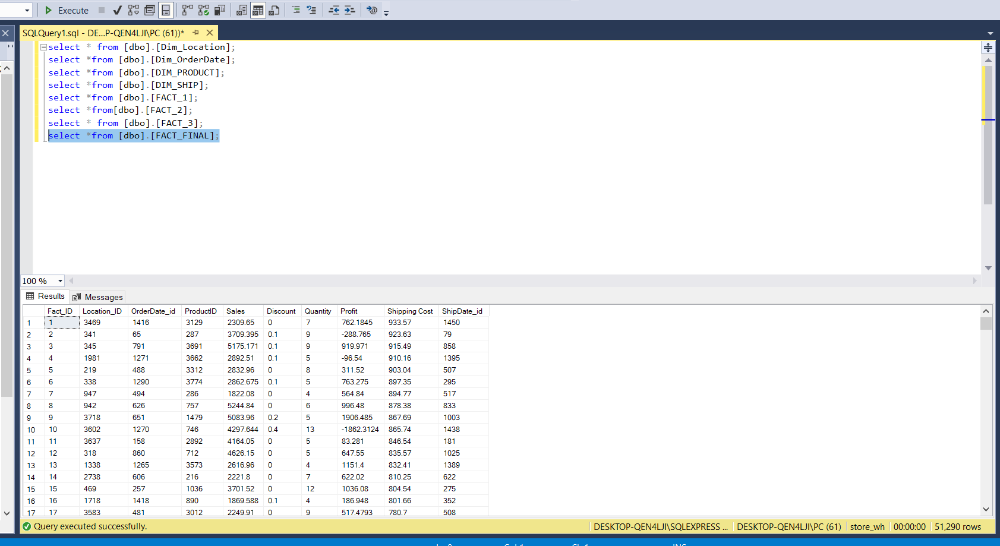 Execute
SQLQuery1.sql - DE...P-QEN4LJI\PC (61))*
select * from [dbo].[Dim_Location];
select *from [dbo].[Dim_OrderDate];
select *from [dbo].[DIM_PRODUCT];
select *from [dbo].[DIM_SHIP];
select *from [dbo].[FACT_1];
select *from[dbo].[FACT_2];
select * from [dbo].[FACT_3];
select *from [dbo].[FACT_FINAL];
100 %
Results Messages
Fact_ID Location_ID OrderDate_id ProductID Sales Discount Quantity Profit Shipping Cost ShipDate_id
1 1 3469 1416 3129 2309.65 0 7 762.1845 933.57 1450
2 2 341 65 287 3709.395 0.1 9 -288.765 923.63 79
3 3 345 791 3691 5175.171 0.1 9 919.971 915.49 858
4 4 1981 1271 3662 2892.51 0.1 5 -96.54 910.16 1395
5 5 219 488 3312 2832.96 0 8 311.52 903.04 507
6 6 338 1290 3774 2862.675 0.1 5 763.275 897.35 295
7 7 947 494 286 1822.08 0 4 564.84 894.77 517
8 8 942 626 757 5244.84 0 6 996.48 878.38 833
9 9 3718 651 1479 5083.96 0.2 5 1906.485 867.69 1003
10 10 3602 1270 746 4297.644 0.4 13 -1862.3124 865.74 1438
11 11 3637 158 2892 4164.05 0 5 83.281 846.54 181
12 12 318 860 712 4626.15 0 5 647.55 835.57 1025
13 13 1338 1265 3573 2616.96 0 4 1151.4 832.41 1389
14 14 2738 606 216 2221.8 0 7 622.02 810.25 622
15 15 469 257 1036 3701.52 0 12 1036.08 804.54 275
16 16 1718 1418 890 1869.588 0.1 4 186.948 801.66 352
17 17 3583 481 3012 2249.91 0 9 517.4793 780.7 508
Query executed successfully. DESKTOP-QEN4LJI\SQLEXPRESS ... DESKTOP-QEN4LJI\PC (61) store_wh 00:00:00 51,290 rows